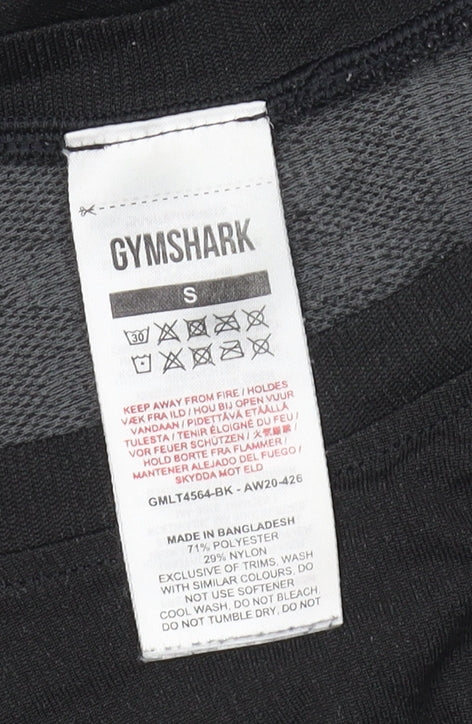 GYMSHARK
S
30
KEEP AWAY FROM FIRE / HOLDES
VÆK FRA ILD / HOU BIJ OPEN VUUR
VANDAAN / PIDETTÄVÄ ETÄÄLLÄ
TULESTA / TENIR ÉLOIGNÉ DU FEU /
VOR FEUER SCHÜTZEN /
HOLD BORTE FRA FLAMMER /
MANTENER ALEJADO DEL FUEGO /
SKYDDA MOT ELD
GMLT4564-BK - AW20-426
MADE IN BANGLADESH
71% POLYESTER
29% NYLON
EXCLUSIVE OF TRIMS. WASH
WITH SIMILAR COLOURS, DO
NOT USE SOFTENER
COOL WASH, DO NOT BLEACH,
DO NOT TUMBLE DRY, DO NOT